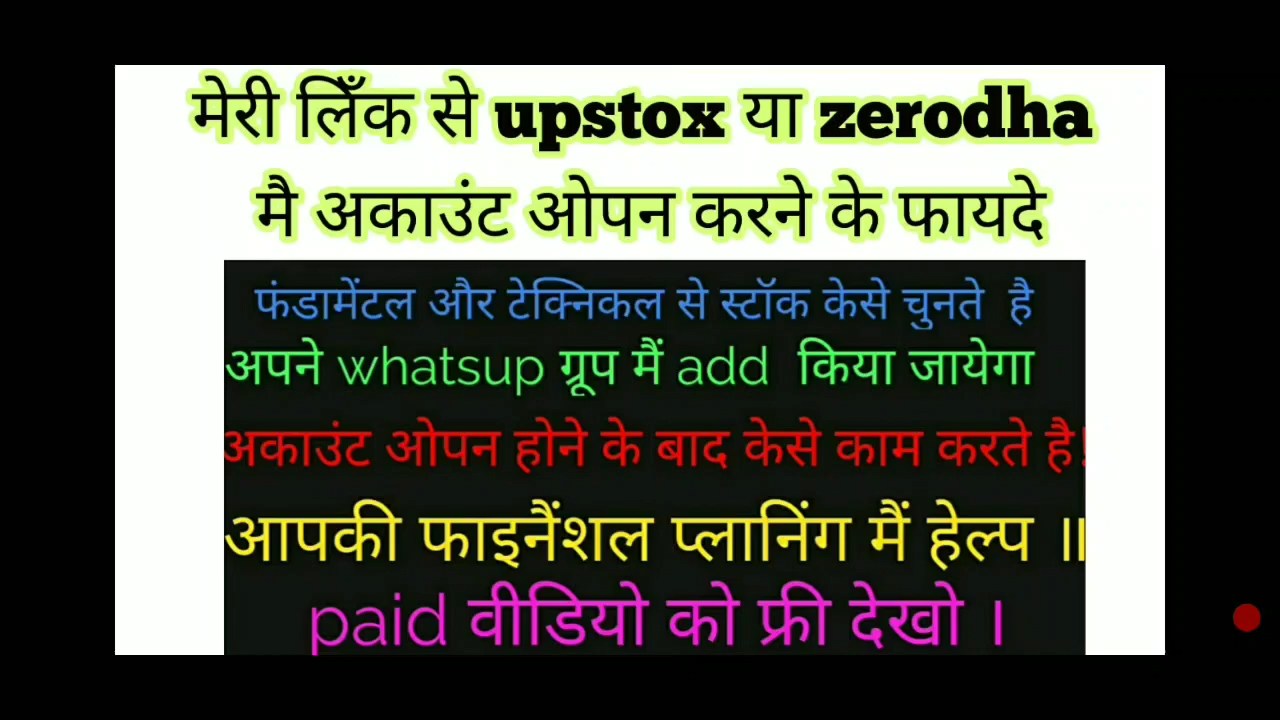 मेरी लिँक से upstox या zerodha
मै अकाउंट ओपन करने के फायदे
फंडामेंटल और टेक्निकल से स्टॉक केसे चुनते है
अपने whatsup ग्रूप मैं add किया जायेगा
अकाउंट ओपन होने के बाद केसे काम करते है!
आपकी फाइनैंशल प्लानिंग मैं हेल्प ॥
paid वीडियो को फ्री देखो ।